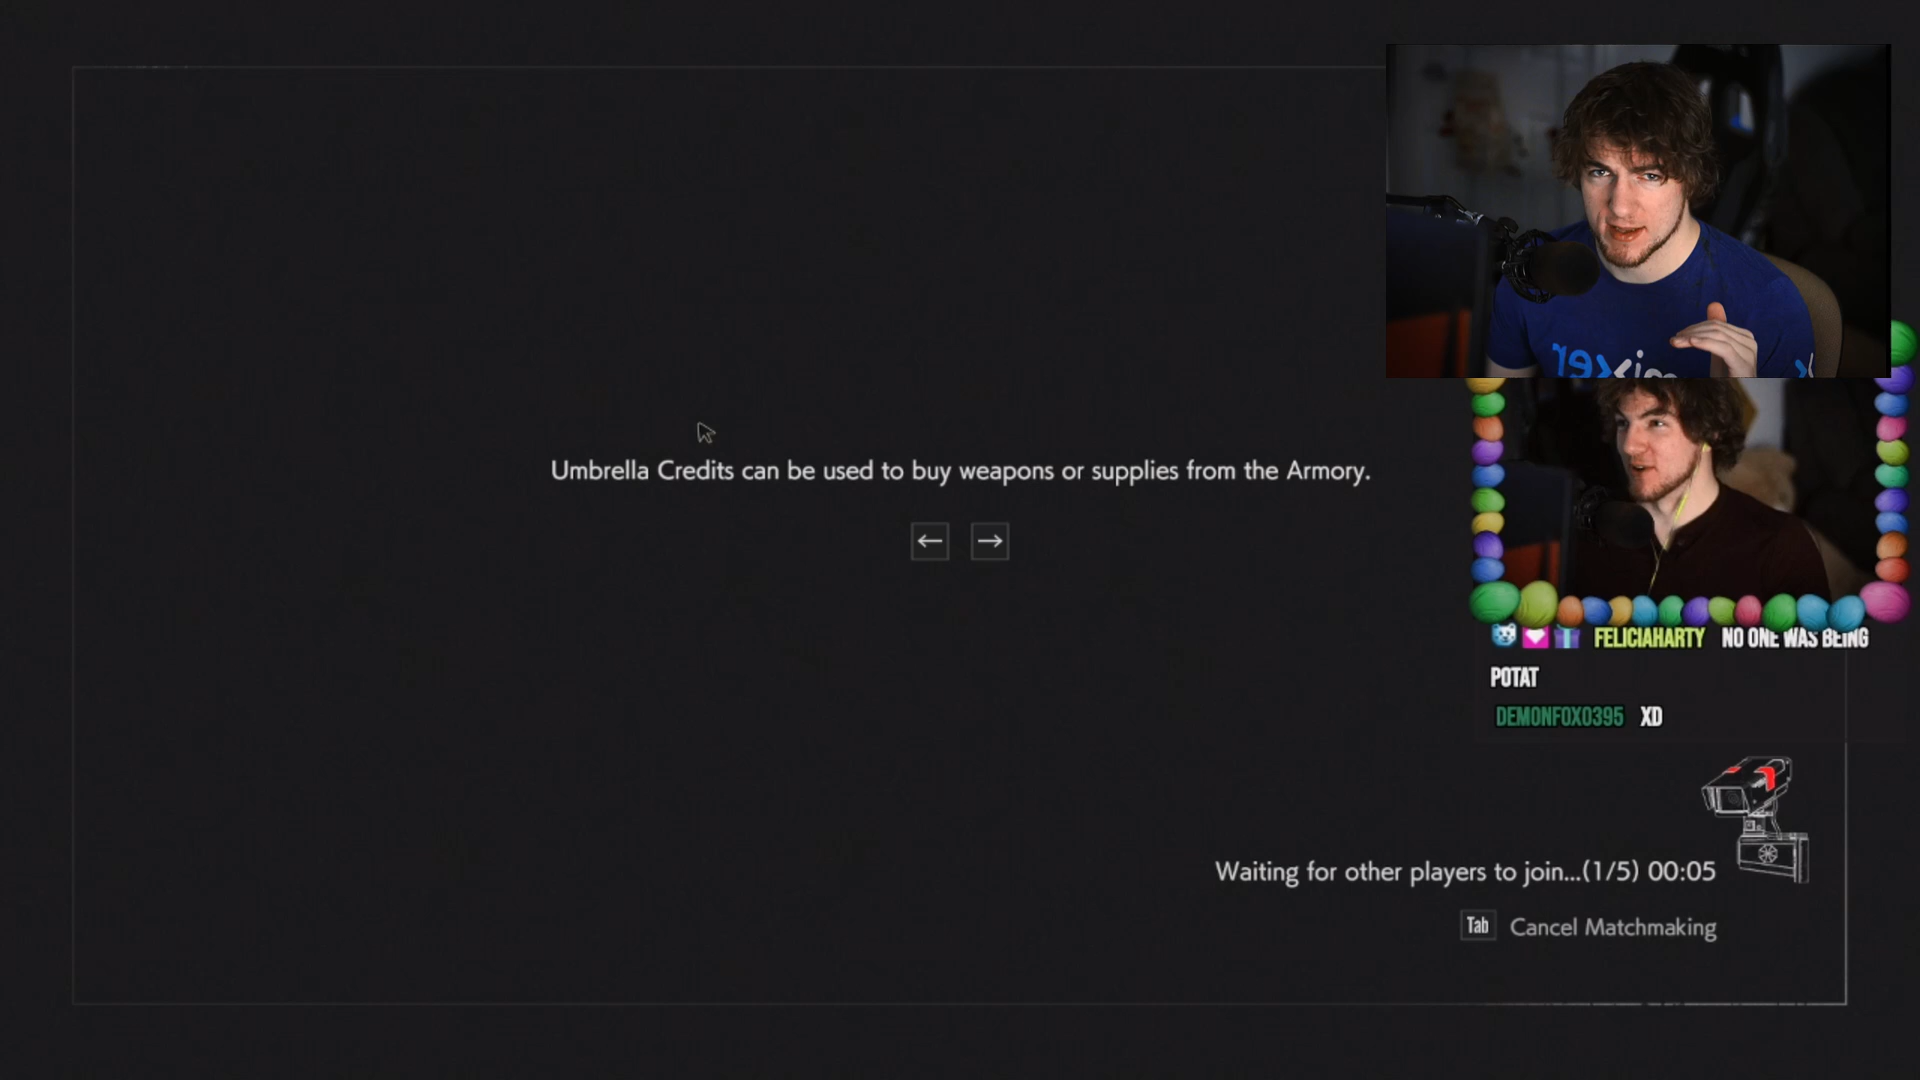 Umbrella Credits can be used to buy weapons or supplies from the Armory.
← →
FELICIAHARTY NO ONE WAS BEING
POTAT
DEMONFOXO395 XD
Waiting for other players to join...(1/5) 00:05
Tab Cancel Matchmaking